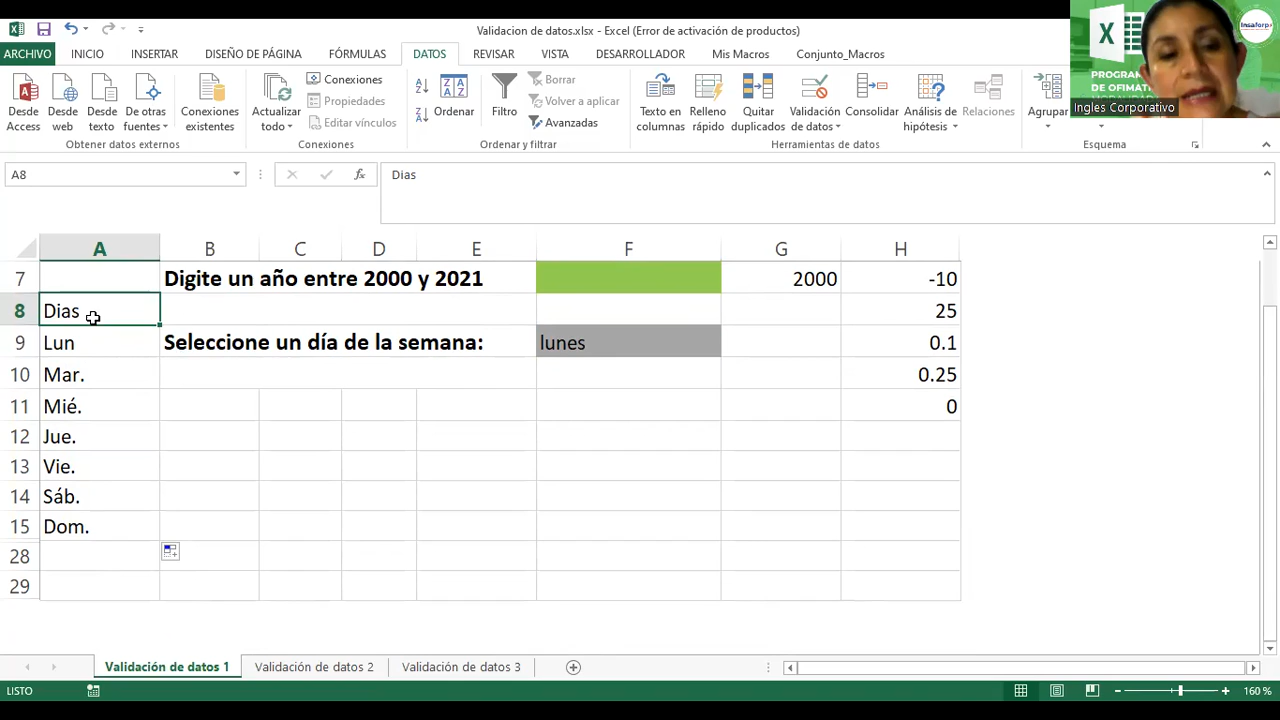 Validacion de datos.xlsx - Excel (Error de activación de productos)
ARCHIVO INICIO INSERTAR DISEÑO DE PÁGINA FÓRMULAS DATOS REVISAR VISTA DESARROLLADOR Mis Macros Conjunto_Macros
Desde Access
Desde web
Desde texto
De otras fuentes
Conexiones existentes
Actualizar todo
Conexiones
Propiedades
Editar vínculos
Ordenar
Filtro
Borrar
Volver a aplicar
Avanzadas
Texto en columnas
Relleno rápido
Quitar duplicados
Validación de datos
Consolidar
Análisis de hipótesis
Relaciones
Agrupar
Obtener datos externos Conexiones Ordenar y filtrar Herramientas de datos Esquema
X
Insaforp
PROGRAM
DE OFIMATI
Ingles Corporativo
A8 fx Dias
A B C D E F G H
7 Digite un año entre 2000 y 2021 2000 -10
8 Dias 25
9 Lun Seleccione un día de la semana: lunes 0.1
10 Mar. 0.25
11 Mié. 0
12 Jue.
13 Vie.
14 Sáb.
15 Dom.
28
29
Validación de datos 1 Validación de datos 2 Validación de datos 3
LISTO 160 %